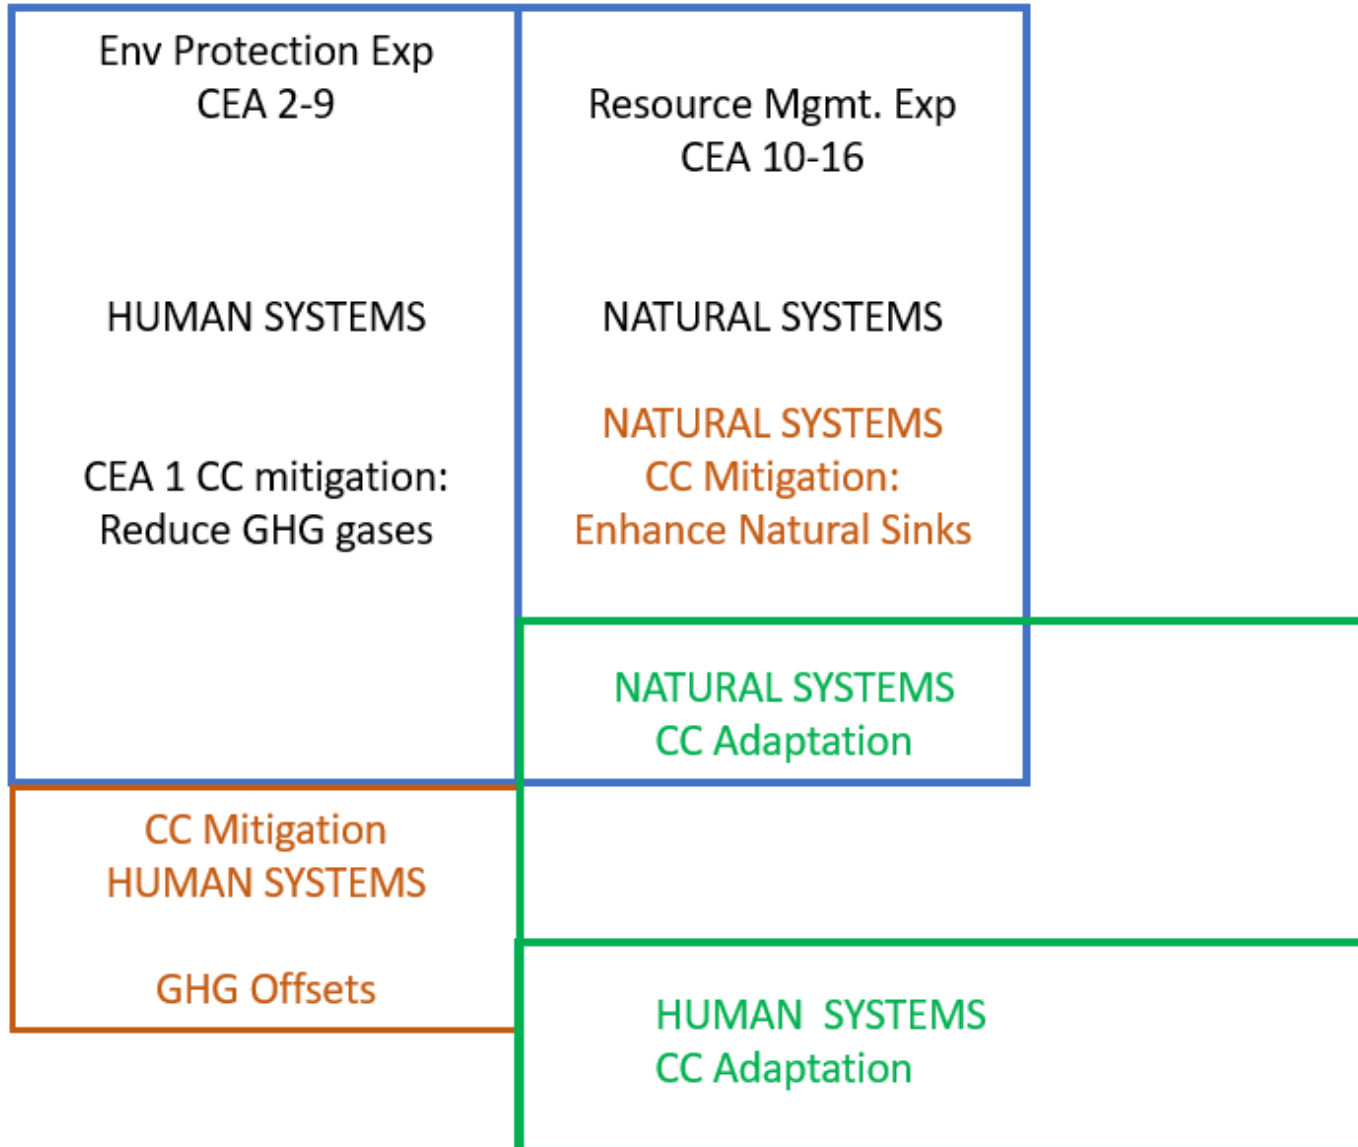 Env Protection Exp
CEA 2-9
Resource Mgmt. Exp
CEA 10-16
HUMAN SYSTEMS
NATURAL SYSTEMS
CEA 1 CC mitigation:
Reduce GHG gases
NATURAL SYSTEMS
CC Mitigation:
Enhance Natural Sinks
NATURAL SYSTEMS
CC Adaptation
CC Mitigation
HUMAN SYSTEMS
GHG Offsets
HUMAN  SYSTEMS
CC Adaptation